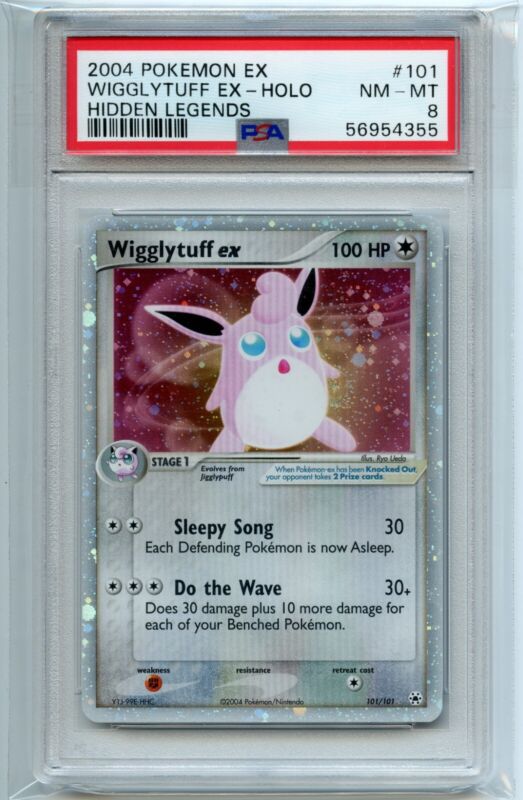 2004 POKEMON EX #101
WIGGLYTUFF EX - HOLO NM - MT
HIDDEN LEGENDS 8
PSA 56954355
Wigglytuff ex 100 HP
Illus. Ryo Ueda
STAGE 1
Evolves from
Jigglypuff
When Pokémon-ex has been Knocked Out,
your opponent takes 2 Prize cards.
Sleepy Song 30
Each Defending Pokémon is now Asleep.
Do the Wave 30+
Does 30 damage plus 10 more damage for
each of your Benched Pokémon.
weakness resistance retreat cost
©2004 Pokémon/Nintendo 101/101